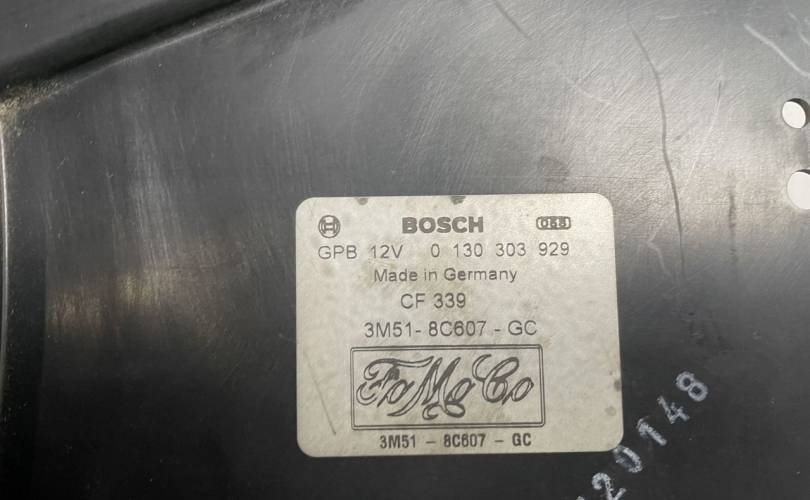 BOSCH
GPB 12V 0 130 303 929
Made in Germany
CF 339
3M51-8C607-GC
FoMoCo
3M51 - 8C607 - GC
120148